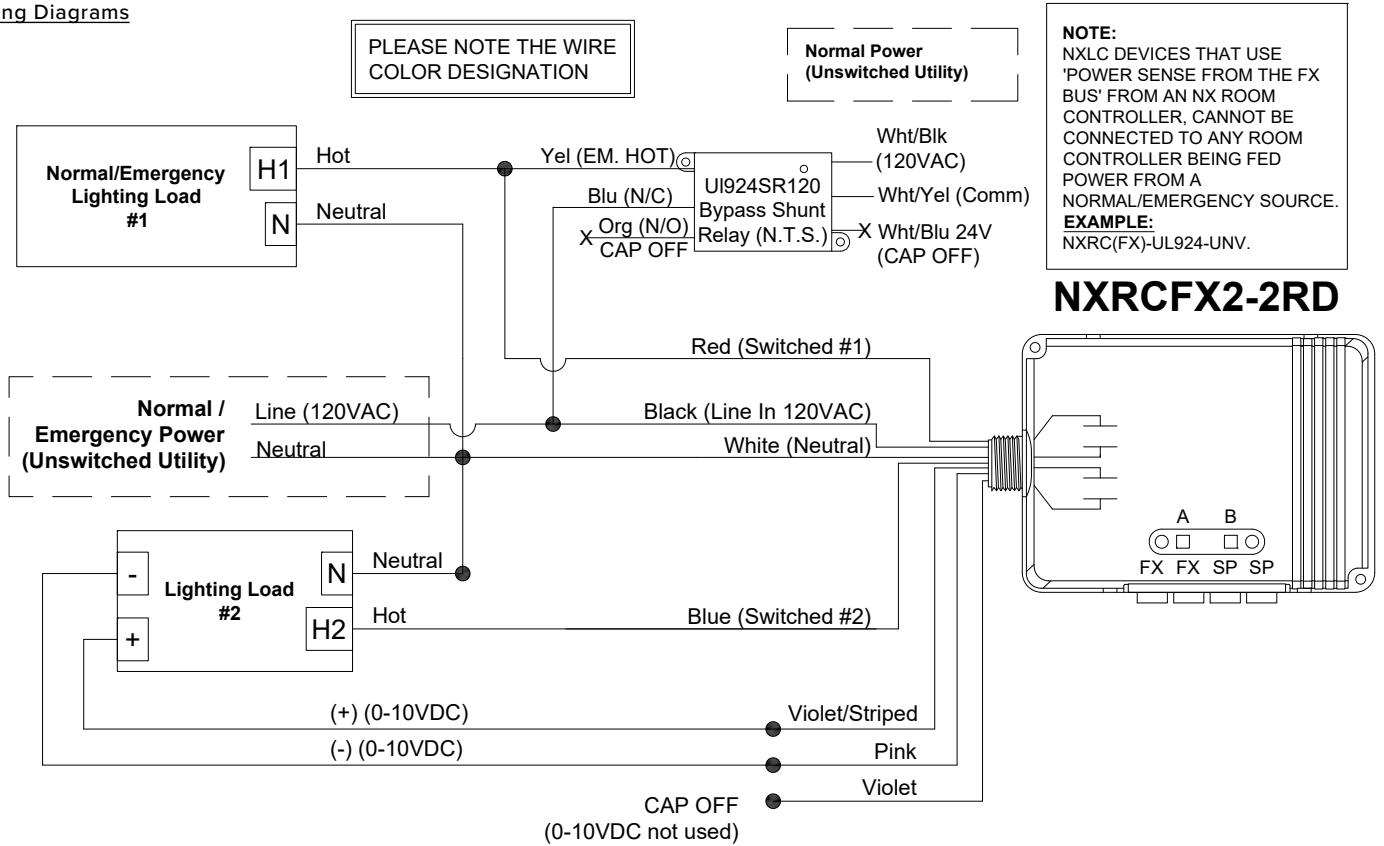 ng Diagrams
PLEASE NOTE THE WIRE
COLOR DESIGNATION
Normal Power
(Unswitched Utility)
NOTE:
NXLC DEVICES THAT USE
'POWER SENSE FROM THE FX
BUS' FROM AN NX ROOM
CONTROLLER, CANNOT BE
CONNECTED TO ANY ROOM
CONTROLLER BEING FED
POWER FROM A
NORMAL/EMERGENCY SOURCE.
EXAMPLE:
NXRC(FX)-UL924-UNV.
Normal/Emergency
Lighting Load
#1
H1
N
Hot
Neutral
Yel (EM. HOT)
Blu (N/C)
Org (N/O)
X
CAP OFF
Ul924SR120
Bypass Shunt
Relay (N.T.S.)
Wht/Blk
(120VAC)
Wht/Yel (Comm)
X Wht/Blu 24V
(CAP OFF)
NXRCFX2-2RD
Red (Switched #1)
Normal /
Emergency Power
(Unswitched Utility)
Line (120VAC)
Neutral
Black (Line In 120VAC)
White (Neutral)
A B
FX FX SP SP
-
+
Lighting Load
#2
N
H2
Neutral
Hot
Blue (Switched #2)
(+) (0-10VDC)
Violet/Striped
(-) (0-10VDC)
Pink
Violet
CAP OFF
(0-10VDC not used)